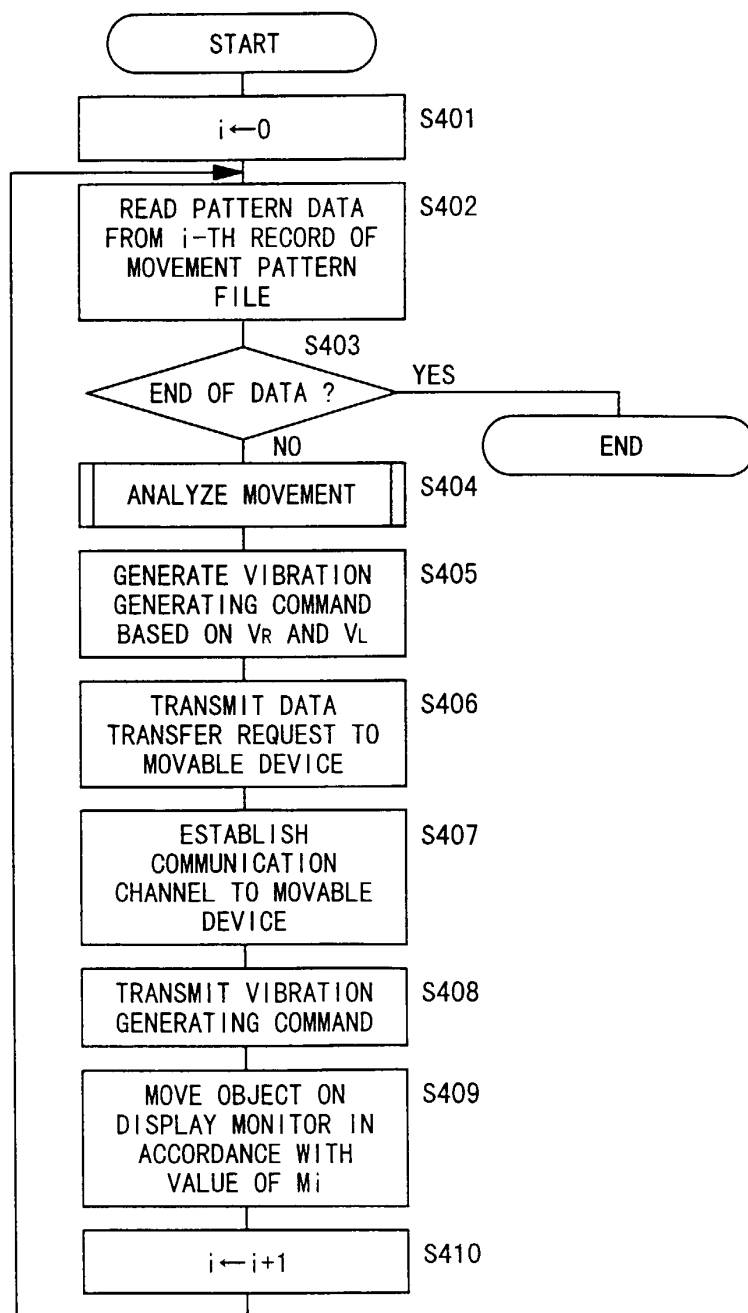 START
i←0
S401
READ PATTERN DATA
FROM i-TH RECORD OF
MOVEMENT PATTERN
FILE
S402
S403
END OF DATA ?
YES
NO
END
ANALYZE MOVEMENT
S404
GENERATE VIBRATION
GENERATING COMMAND
BASED ON VR AND VL
S405
TRANSMIT DATA
TRANSFER REQUEST TO
MOVABLE DEVICE
S406
ESTABLISH
COMMUNICATION
CHANNEL TO MOVABLE
DEVICE
S407
TRANSMIT VIBRATION
GENERATING COMMAND
S408
MOVE OBJECT ON
DISPLAY MONITOR IN
ACCORDANCE WITH
VALUE OF Mi
S409
i←i+1
S410